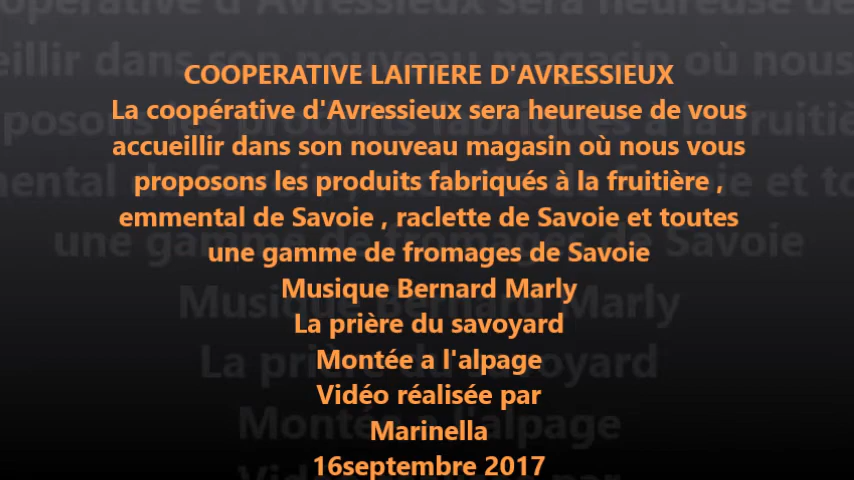 COOPERATIVE LAITIERE D'AVRESSIEUX
La coopérative d'Avressieux sera heureuse de vous
accueillir dans son nouveau magasin où nous vous
proposons les produits fabriqués à la fruitière ,
emmental de Savoie , raclette de Savoie et toutes
une gamme de fromages de Savoie
Musique Bernard Marly
La prière du savoyard
Montée a l'alpage
Vidéo réalisée par
Marinella
16septembre 2017